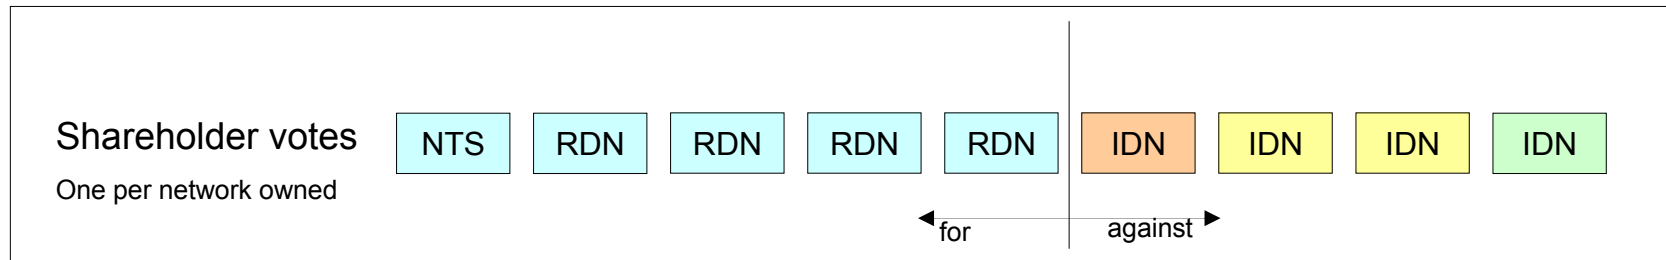 Shareholder votes
NTS RDN RDN RDN RDN IDN IDN IDN IDN
One per network owned
for against